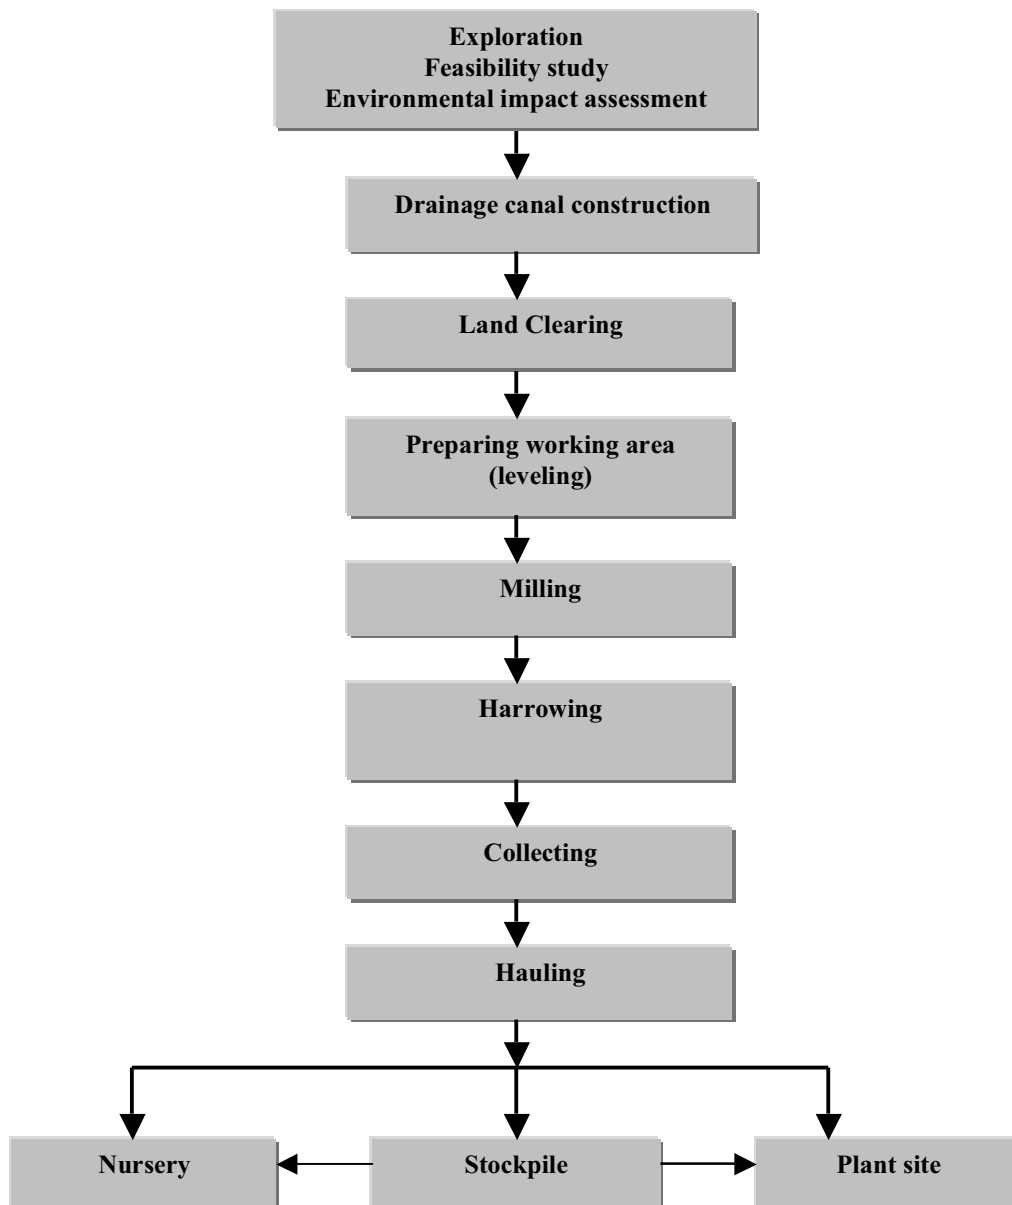 Exploration
Feasibility study
Environmental impact assessment
Drainage canal construction
Land Clearing
Preparing working area
(leveling)
Milling
Harrowing
Collecting
Hauling
Nursery
Stockpile
Plant site